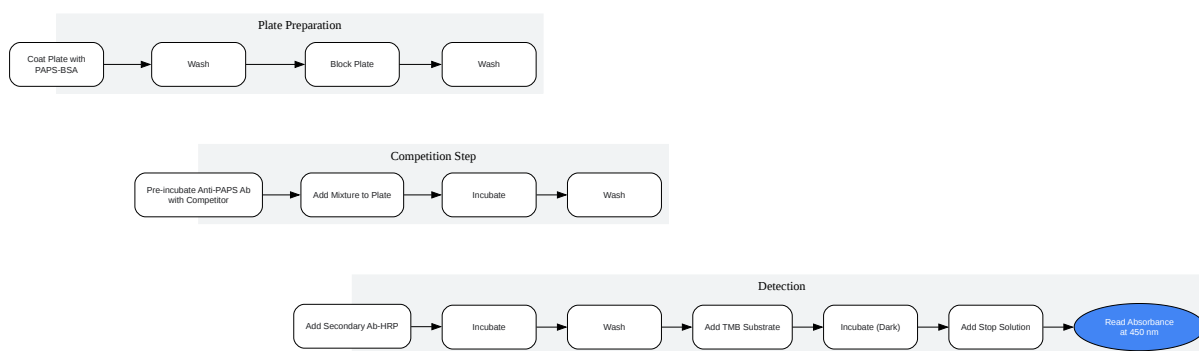 Plate Preparation
Coat Plate with
PAPS-BSA
Wash
Block Plate
Wash
Competition Step
Pre-incubate Anti-PAPS Ab
with Competitor
Add Mixture to Plate
Incubate
Wash
Detection
Add Secondary Ab-HRP
Incubate
Wash
Add TMB Substrate
Incubate (Dark)
Add Stop Solution
Read Absorbance
at 450 nm